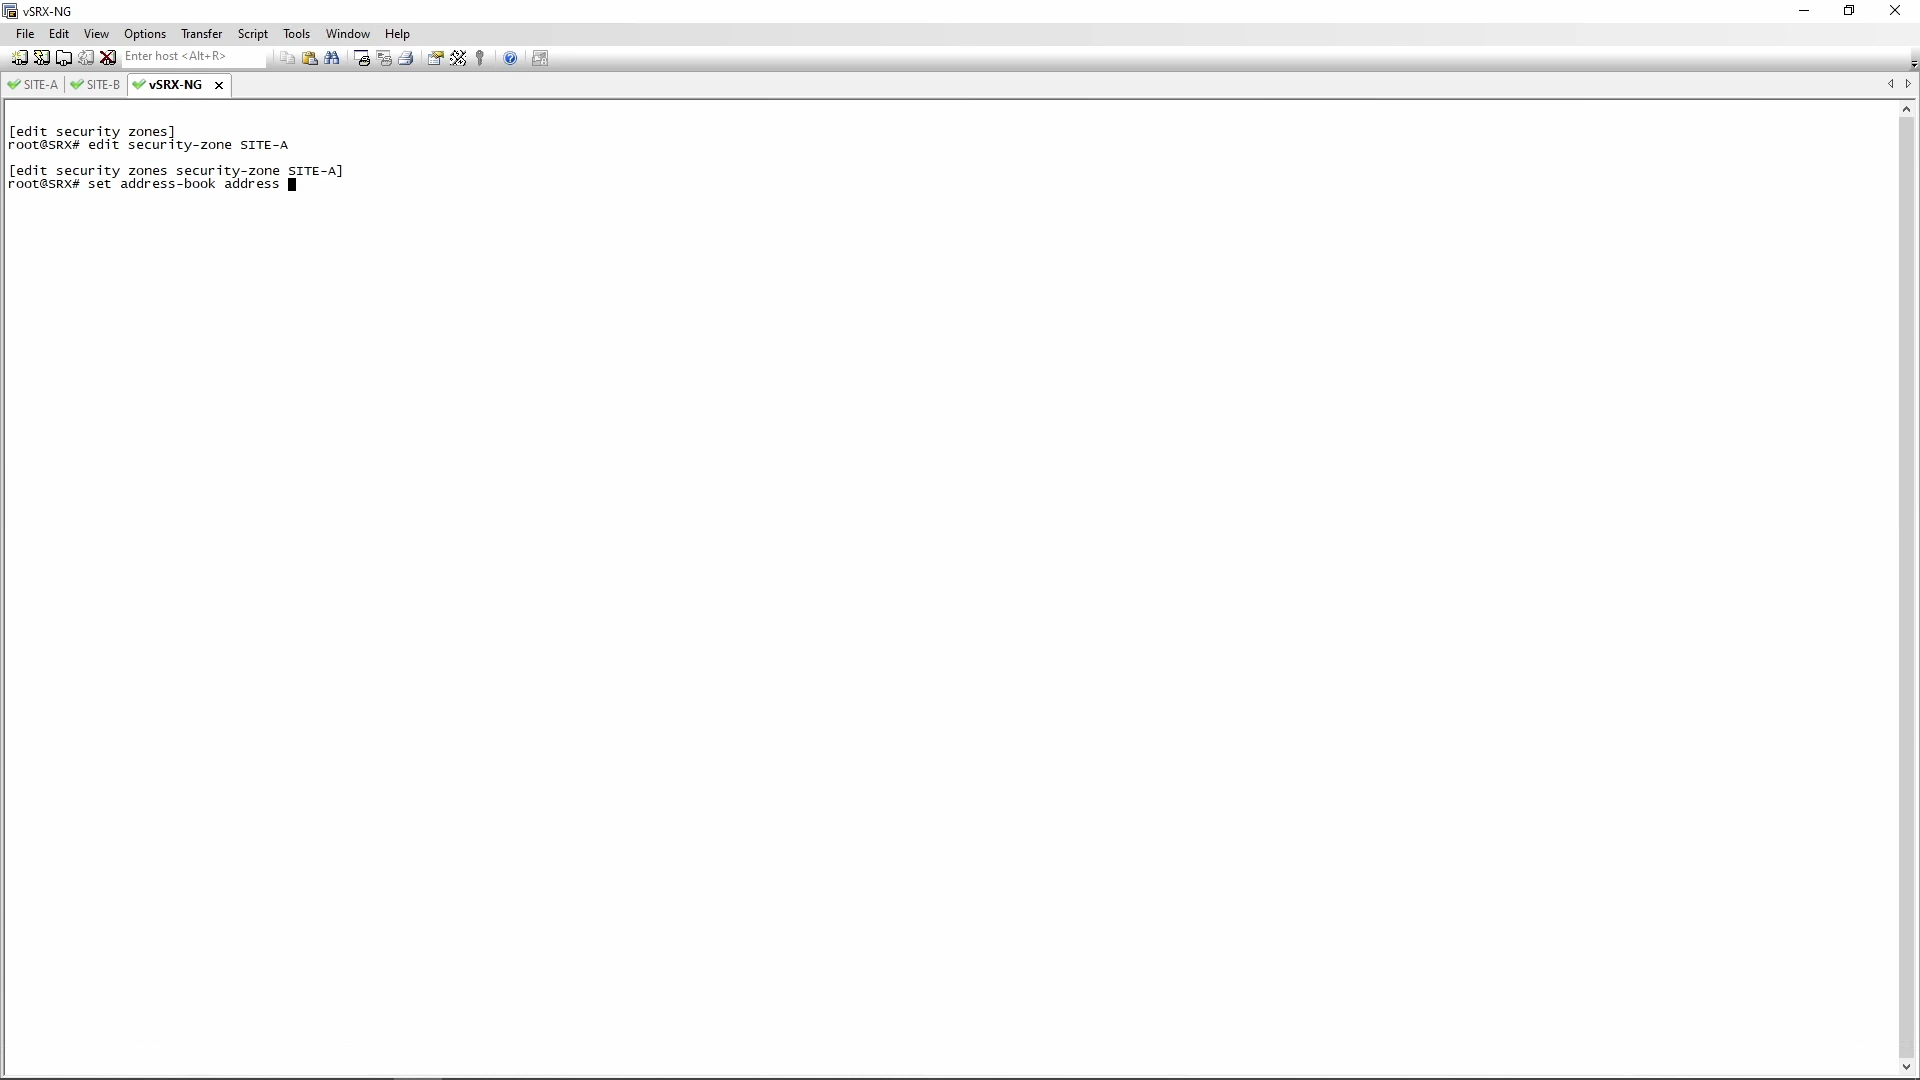 vSRX-NG
File Edit View Options Transfer Script Tools Window Help
Enter host <Alt+R>
SITE-A SITE-B vSRX-NG
[edit security zones]
root@SRX# edit security-zone SITE-A
[edit security zones security-zone SITE-A]
root@SRX# set address-book address